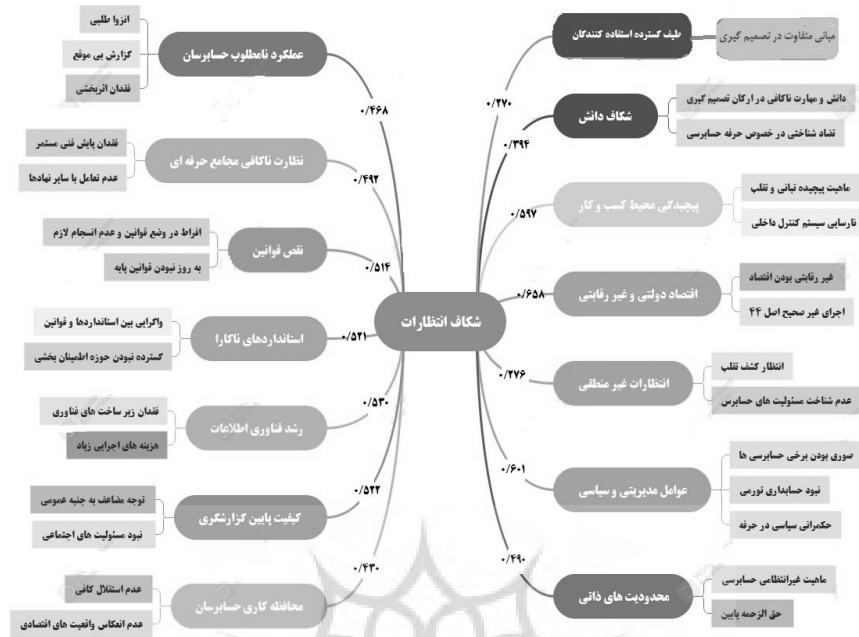 طیف گسترده استفاده کنندگان
مبانی متفاوت در تصمیم گیری
۰/۲۷۰
شکاف دانش
دانش و مهارت ناکافی در ارکان تصمیم گیری
تضاد شناختی در خصوص حرفه حسابرسی
۰/۳۹۴
پیچیدگی محیط کسب و کار
ماهیت پیچیده تبانی و تقلب
نارسایی سیستم کنترل داخلی
۰/۵۹۷
اقتصاد دولتی و غیر رقابتی
غیر رقابتی بودن اقتصاد
اجرای غیر صحیح اصل ۴۴
۰/۶۵۸
انتظارات غیر منطقی
انتظار کشف تقلب
عدم شناخت مسئولیت های حسابرس
۰/۲۷۶
عوامل مدیریتی و سیاسی
صوری بودن برخی حسابرسی ها
نبود حسابداری تورمی
حکمرانی سیاسی در حرفه
۰/۶۰۱
محدودیت های ذاتی
ماهیت غیرانتظامی حسابرسی
حق الزحمه پایین
۰/۴۹۰
شکاف انتظارات
عملکرد نامطلوب حسابرسان
انزوا طلبی
گزارش بی موقع
فقدان اثربخشی
۰/۴۶۸
نظارت ناکافی مجامع حرفه ای
فقدان پایش فنی مستمر
عدم تعامل با سایر نهادها
۰/۴۹۲
نقص قوانین
افراط در وضع قوانین و عدم انسجام لازم
به روز نبودن قوانین پایه
۰/۵۱۴
استانداردهای ناکارا
واگرایی بین استانداردها و قوانین
گسترده نبودن حوزه اطمینان بخشی
۰/۵۲۱
رشد فناوری اطلاعات
فقدان زیر ساخت های فناوری
هزینه های اجرایی زیاد
۰/۵۳۰
کیفیت پایین گزارشگری
توجه مضاعف به جنبه عمومی
نبود مسئولیت های اجتماعی
۰/۵۲۲
محافظه کاری حسابرسان
عدم استقلال کافی
عدم انعکاس واقعیت های اقتصادی
۰/۴۳۰